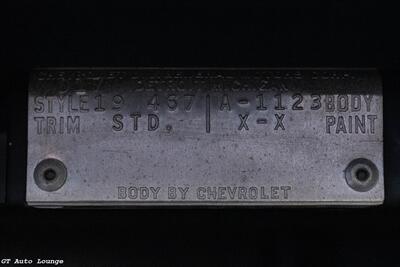 STYLE 19 467 A-1123 BODY
TRIM STD. X-X PAINT
BODY BY CHEVROLET
GT Auto Lounge